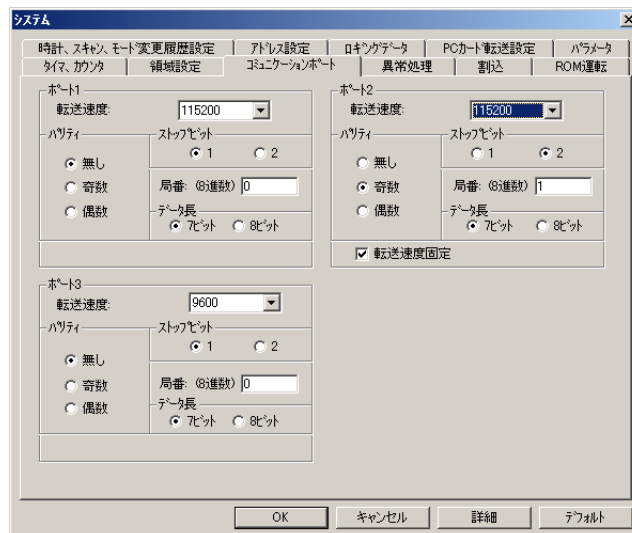 システム
時計、スキャン、モード変更履歴設定 アドレス設定 ロギングデータ PCカード転送設定 パラメータ
タイマ、カウンタ 領域設定 コミュニケーションポート 異常処理 割込 ROM運転
ポート1
転送速度: 115200
パリティ
無し
奇数
偶数
ストップビット
1 2
局番: (8進数) 0
データ長
7ビット 8ビット
ポート2
転送速度: 115200
パリティ
無し
奇数
偶数
ストップビット
1 2
局番: (8進数) 1
データ長
7ビット 8ビット
転送速度固定
ポート3
転送速度: 9600
パリティ
無し
奇数
偶数
ストップビット
1 2
局番: (8進数) 0
データ長
7ビット 8ビット
OK キャンセル 詳細 デフォルト